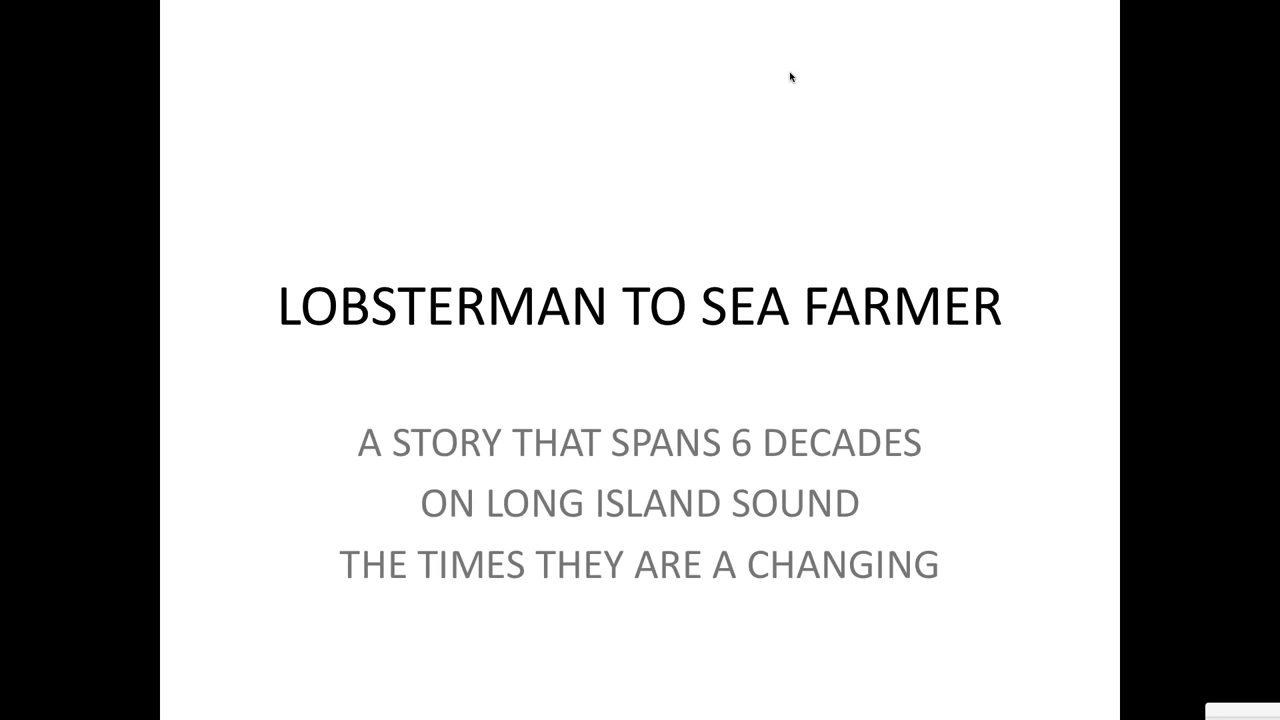 LOBSTERMAN TO SEA FARMER
A STORY THAT SPANS 6 DECADES
ON LONG ISLAND SOUND
THE TIMES THEY ARE A CHANGING